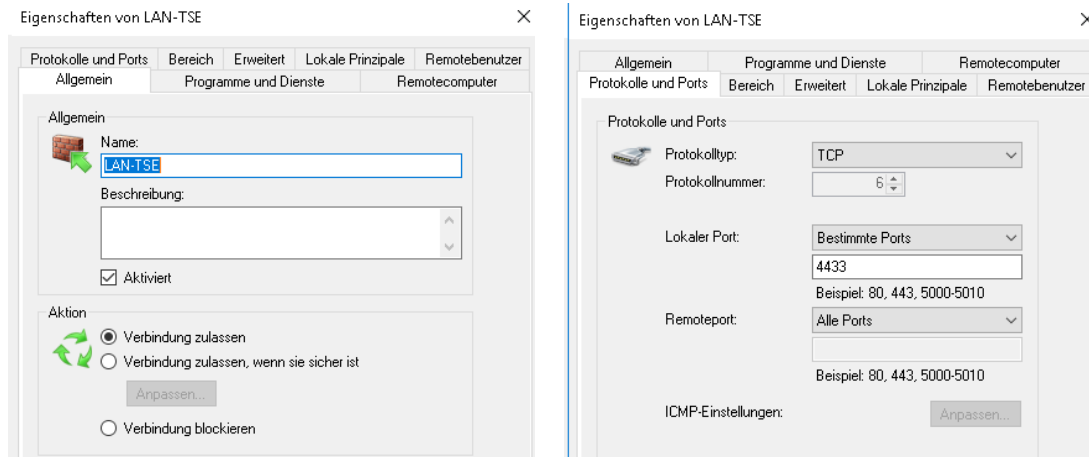 Eigenschaften von LAN-TSE
Protokolle und Ports Bereich Erweitert Lokale Prinzipale Remotebenutzer
Allgemein Programme und Dienste Remotecomputer
Allgemein
Name:
LAN-TSE
Beschreibung:
Aktiviert
Aktion
Verbindung zulassen
Verbindung zulassen, wenn sie sicher ist
Anpassen...
Verbindung blockieren
Eigenschaften von LAN-TSE
Allgemein Programme und Dienste Remotecomputer
Protokolle und Ports Bereich Erweitert Lokale Prinzipale Remotebenutzer
Protokolle und Ports
Protokolltyp: TCP
Protokollnummer: 6
Lokaler Port: Bestimmte Ports
4433
Beispiel: 80, 443, 5000-5010
Remoteport: Alle Ports
Beispiel: 80, 443, 5000-5010
ICMP-Einstellungen: Anpassen...